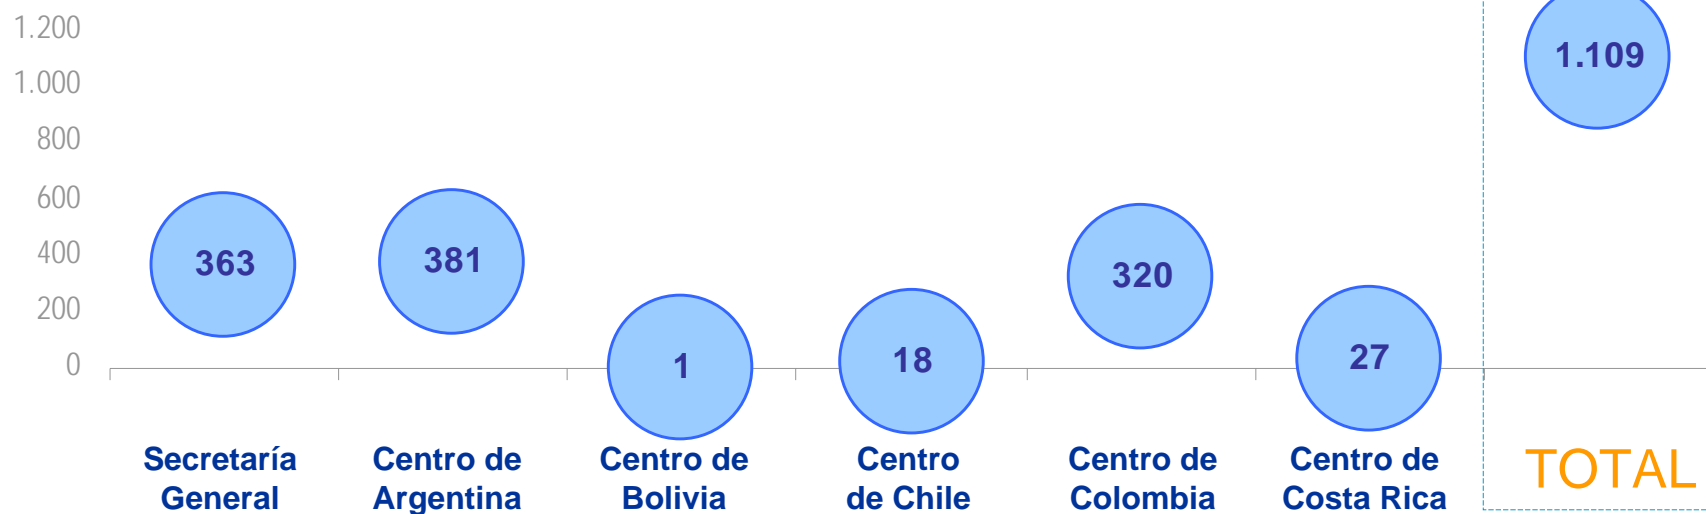 1.200
1.000
800
600
400
200
0
363
381
1
18
320
27
1.109
Secretaría
General
Centro de
Argentina
Centro de
Bolivia
Centro
de Chile
Centro de
Colombia
Centro de
Costa Rica
TOTAL